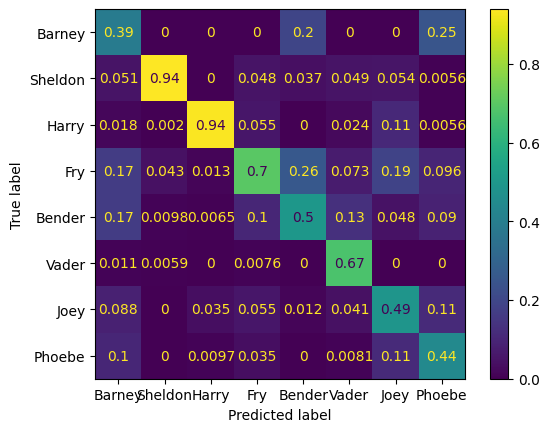 Barney 0.39 0 0 0 0.2 0 0 0.25
Sheldon 0.051 0.94 0 0.048 0.037 0.049 0.054 0.0056
Harry 0.018 0.002 0.94 0.055 0 0.024 0.11 0.0056
Fry 0.17 0.043 0.013 0.7 0.26 0.073 0.19 0.096
Bender 0.17 0.0098 0.0065 0.1 0.5 0.13 0.048 0.09
Vader 0.011 0.0059 0 0.0076 0 0.67 0 0
Joey 0.088 0 0.035 0.055 0.012 0.041 0.49 0.11
Phoebe 0.1 0 0.0097 0.035 0 0.0081 0.11 0.44
Barney Sheldon Harry Fry Bender Vader Joey Phoebe
Predicted label
True label
0.8
0.6
0.4
0.2
0.0